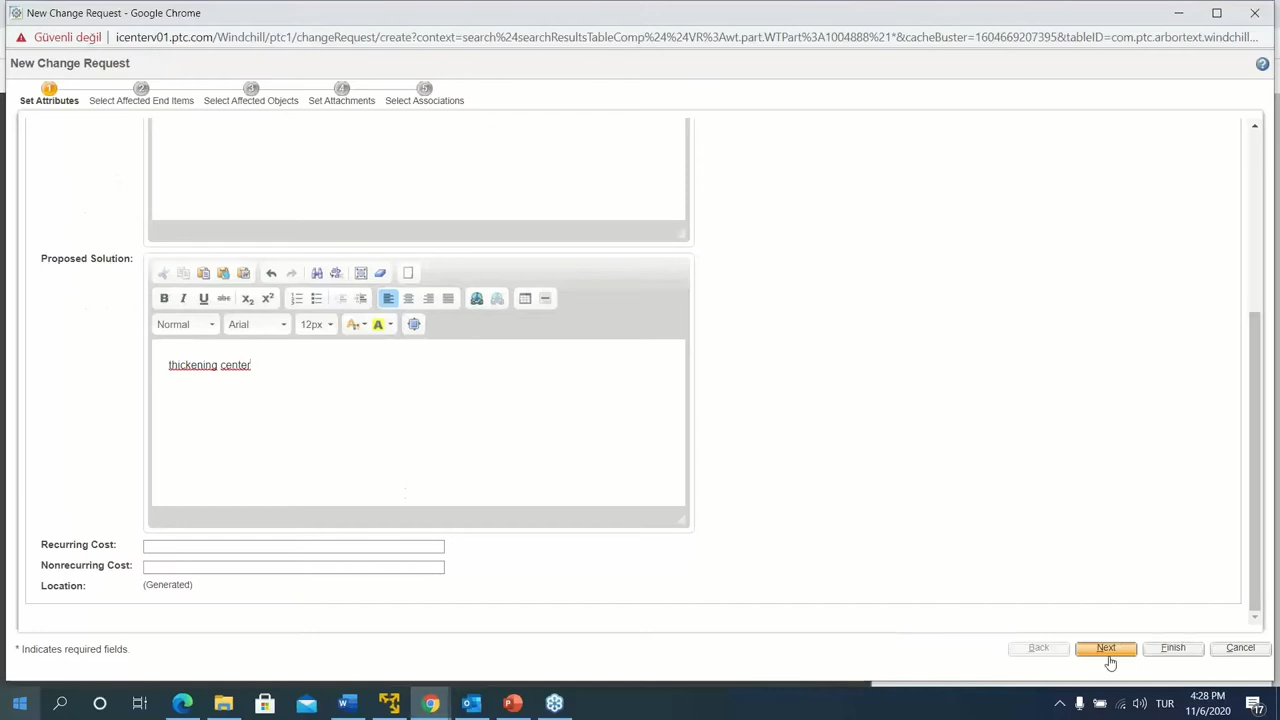 New Change Request - Google Chrome
Güvenli değil | icenterv01.ptc.com/Windchill/ptc1/changeRequest/create?context=search%24searchResultsTableComp%24%24VR%3Awt.part.WTPart%3A1004888%21*&cacheBuster=1604669207395&tableID=com.ptc.arbortext.windchill...
New Change Request
?
1 2 3 4 5
Set Attributes Select Affected End Items Select Affected Objects Set Attachments Select Associations
Proposed Solution:
B I U abc X2 X2
Normal Arial 12px A
thickening center
Recurring Cost:
Nonrecurring Cost:
Location: (Generated)
* Indicates required fields.
Back Next Finish Cancel
TUR 4:28 PM
11/6/2020 17